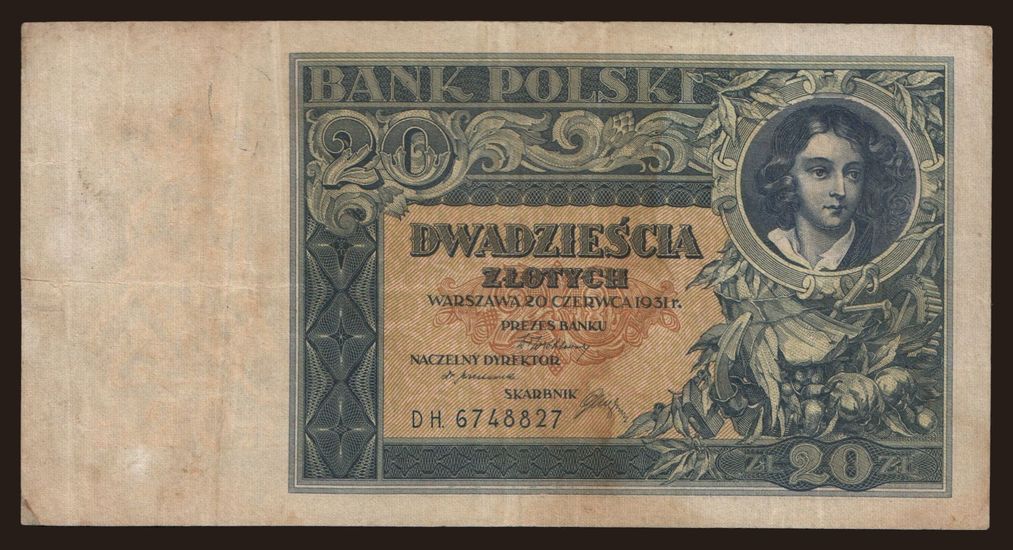 BANK POLSKI
20
DWADZIEŚCIA
ZŁOTYCH
WARSZAWA 20 CZERWCA 1931 r.
PREZES BANKU
NACZELNY DYREKTOR
SKARBNIK
DH. 6748827
ZŁ 20 ZŁ